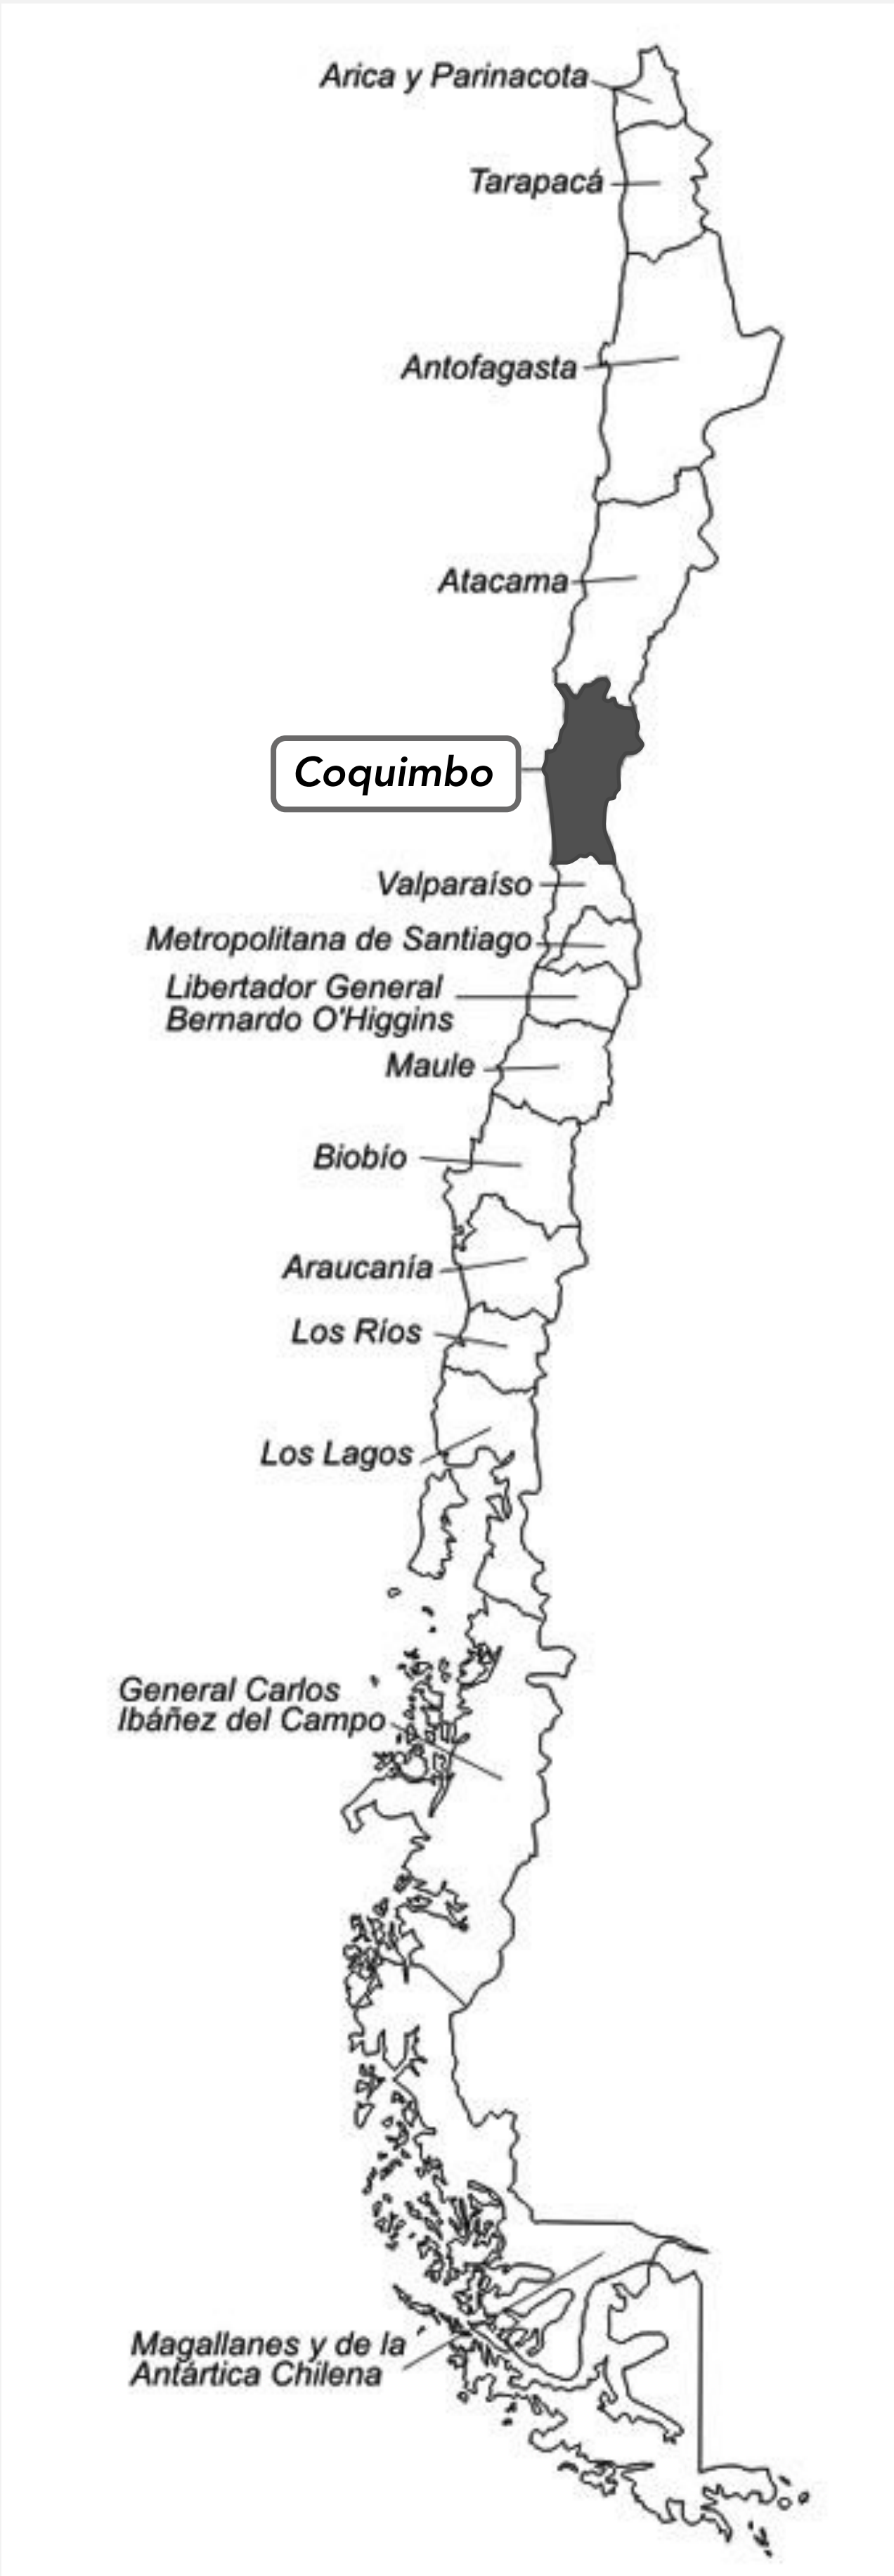 Arica y Parinacota
Tarapacá
Antofagasta
Atacama
Coquimbo
Valparaíso
Metropolitana de Santiago
Libertador General
Bernardo O'Higgins
Maule
Biobío
Araucanía
Los Ríos
Los Lagos
General Carlos
Ibáñez del Campo
Magallanes y de la
Antártica Chilena